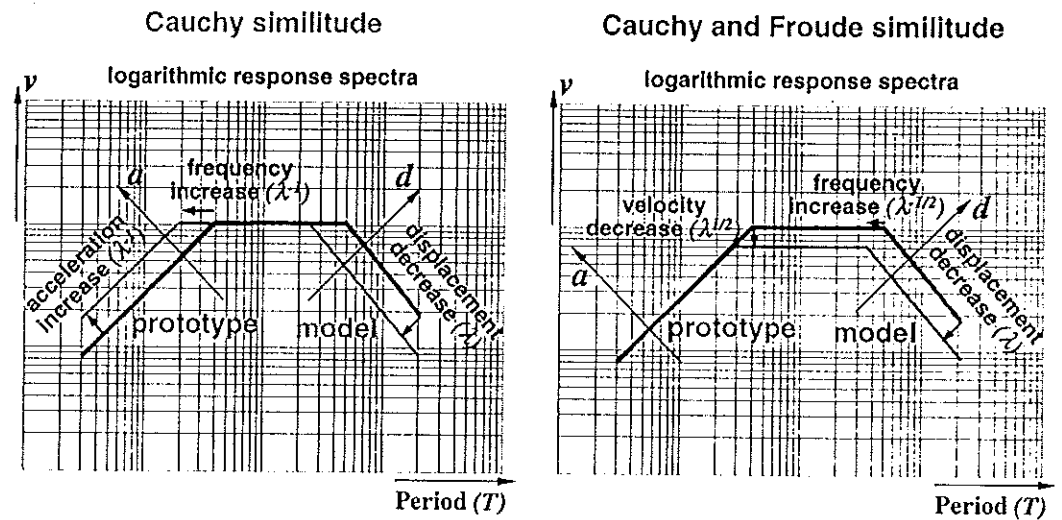 Cauchy similitude
logarithmic response spectra
v
a
frequency
increase (λ⁻¹)
d
acceleration
increase (λ⁻¹)
displacement
decrease (λ)
prototype
model
Period (T)
Cauchy and Froude similitude
logarithmic response spectra
v
velocity
decrease (λ^1/2)
frequency
increase (λ^-1/2)
d
a
displacement
decrease (λ)
prototype
model
Period (T)